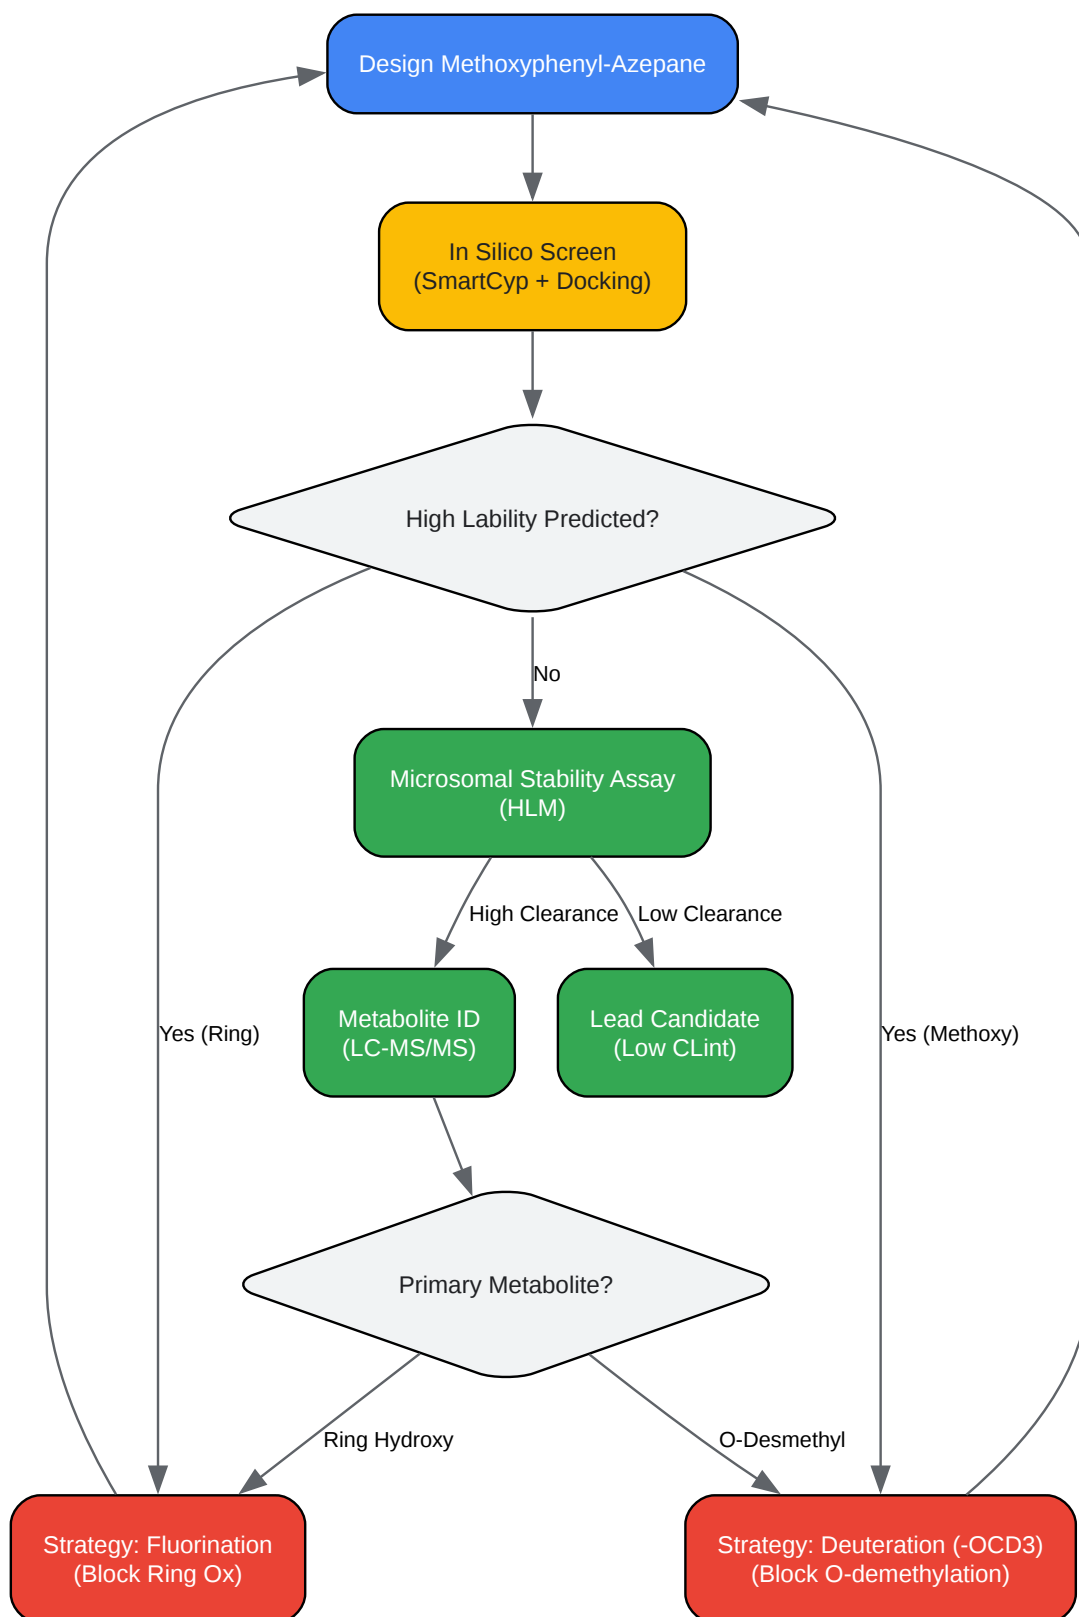 Design Methoxyphenyl-Azepane
In Silico Screen
(SmartCyp + Docking)
High Lability Predicted?
No
Microsomal Stability Assay
(HLM)
High Clearance
Low Clearance
Metabolite ID
(LC-MS/MS)
Lead Candidate
(Low CLint)
Yes (Ring)
Yes (Methoxy)
Primary Metabolite?
Ring Hydroxy
O-Desmethyl
Strategy: Fluorination
(Block Ring Ox)
Strategy: Deuteration (-OCD3)
(Block O-demethylation)